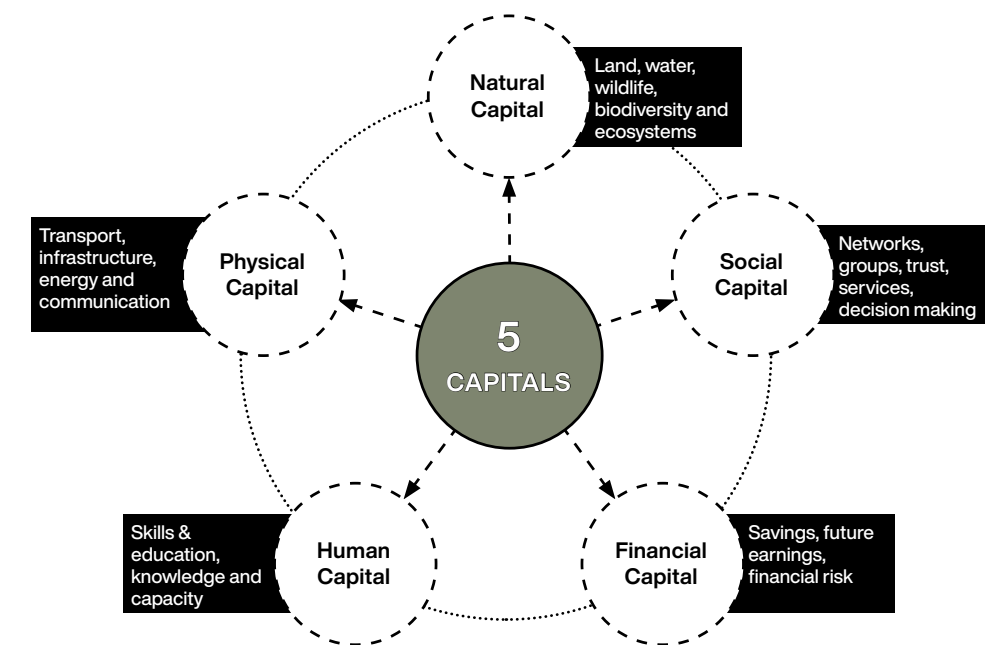 Natural
Capital
Land, water,
wildlife,
biodiversity and
ecosystems
Transport,
infrastructure,
energy and
communication
Physical
Capital
Social
Capital
Networks,
groups, trust,
services,
decision making
5
CAPITALS
Skills &
education,
knowledge and
capacity
Human
Capital
Financial
Capital
Savings, future
earnings,
financial risk